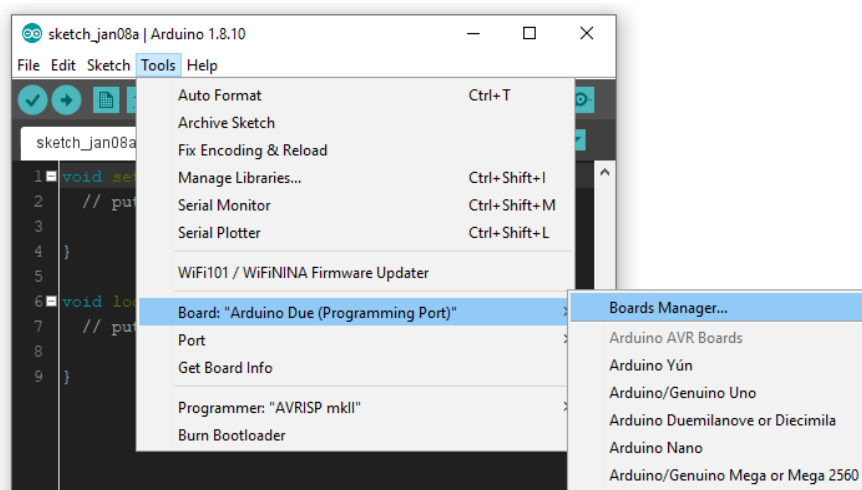 sketch_jan08a | Arduino 1.8.10
File Edit Sketch Tools Help
Auto Format Ctrl+T
Archive Sketch
Fix Encoding & Reload
Manage Libraries... Ctrl+Shift+I
Serial Monitor Ctrl+Shift+M
Serial Plotter Ctrl+Shift+L
WiFi101 / WiFiNINA Firmware Updater
Board: "Arduino Due (Programming Port)"
Port
Get Board Info
Programmer: "AVRISP mkII"
Burn Bootloader
Boards Manager...
Arduino AVR Boards
Arduino Yún
Arduino/Genuino Uno
Arduino Duemilanove or Diecimila
Arduino Nano
Arduino/Genuino Mega or Mega 2560
sketch_jan08a
1 void se
2 // put
3
4 }
5
6 void lo
7 // put
8
9 }